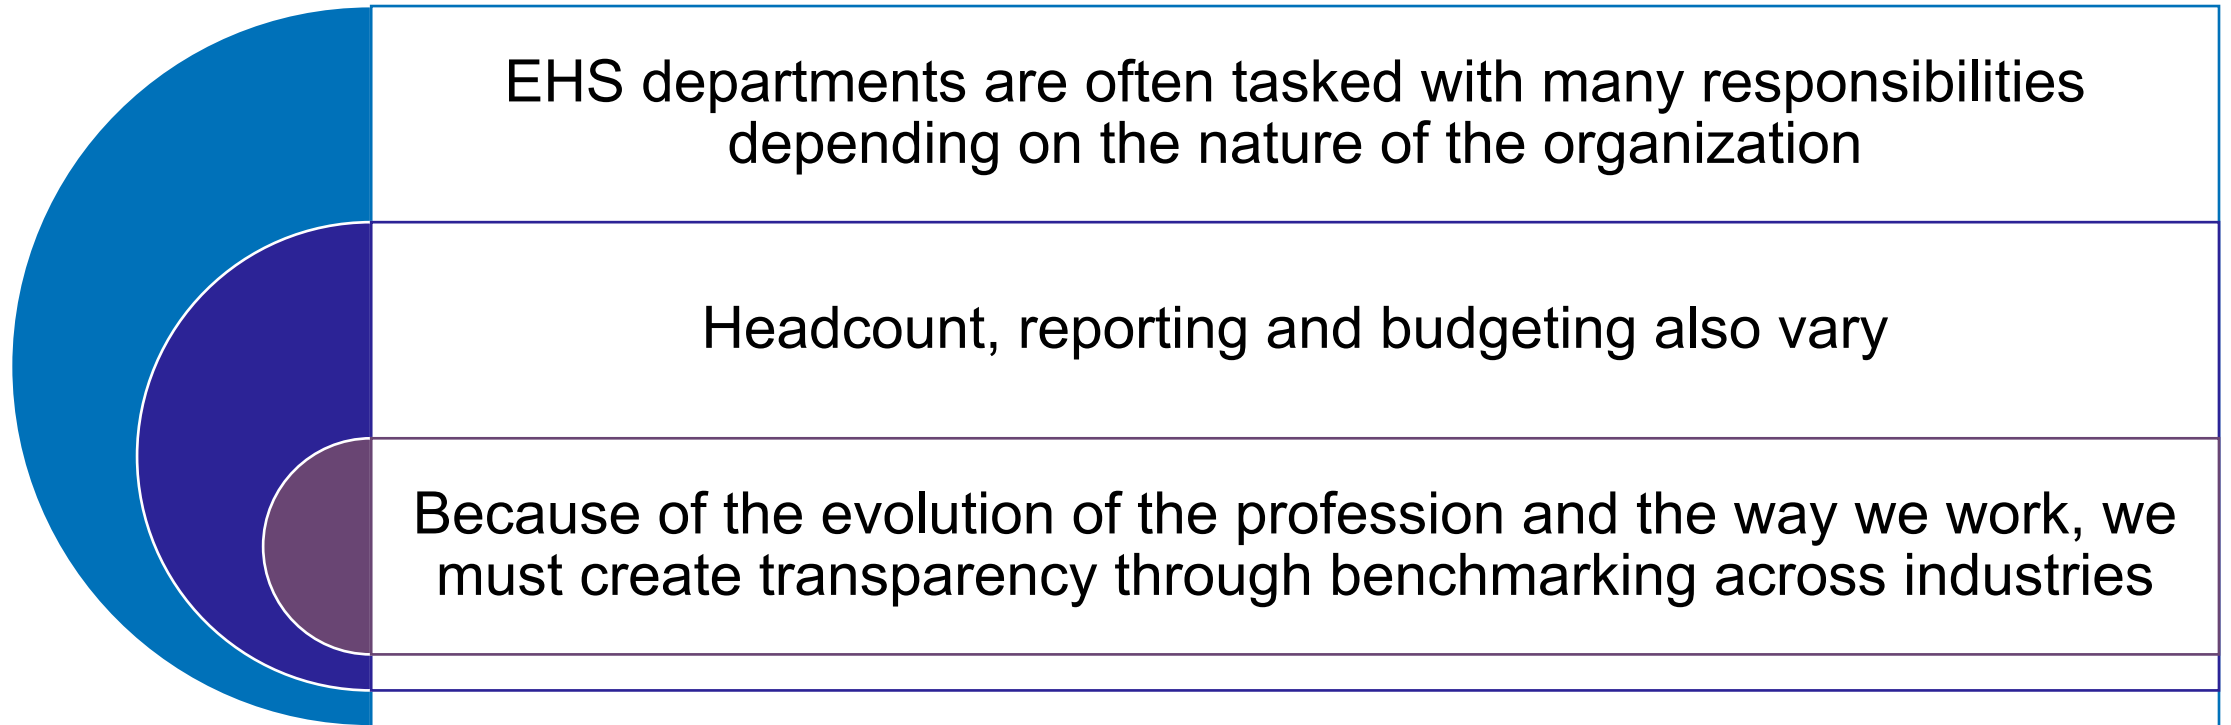 EHS departments are often tasked with many responsibilities
depending on the nature of the organization
Headcount, reporting and budgeting also vary
Because of the evolution of the profession and the way we work, we
must create transparency through benchmarking across industries